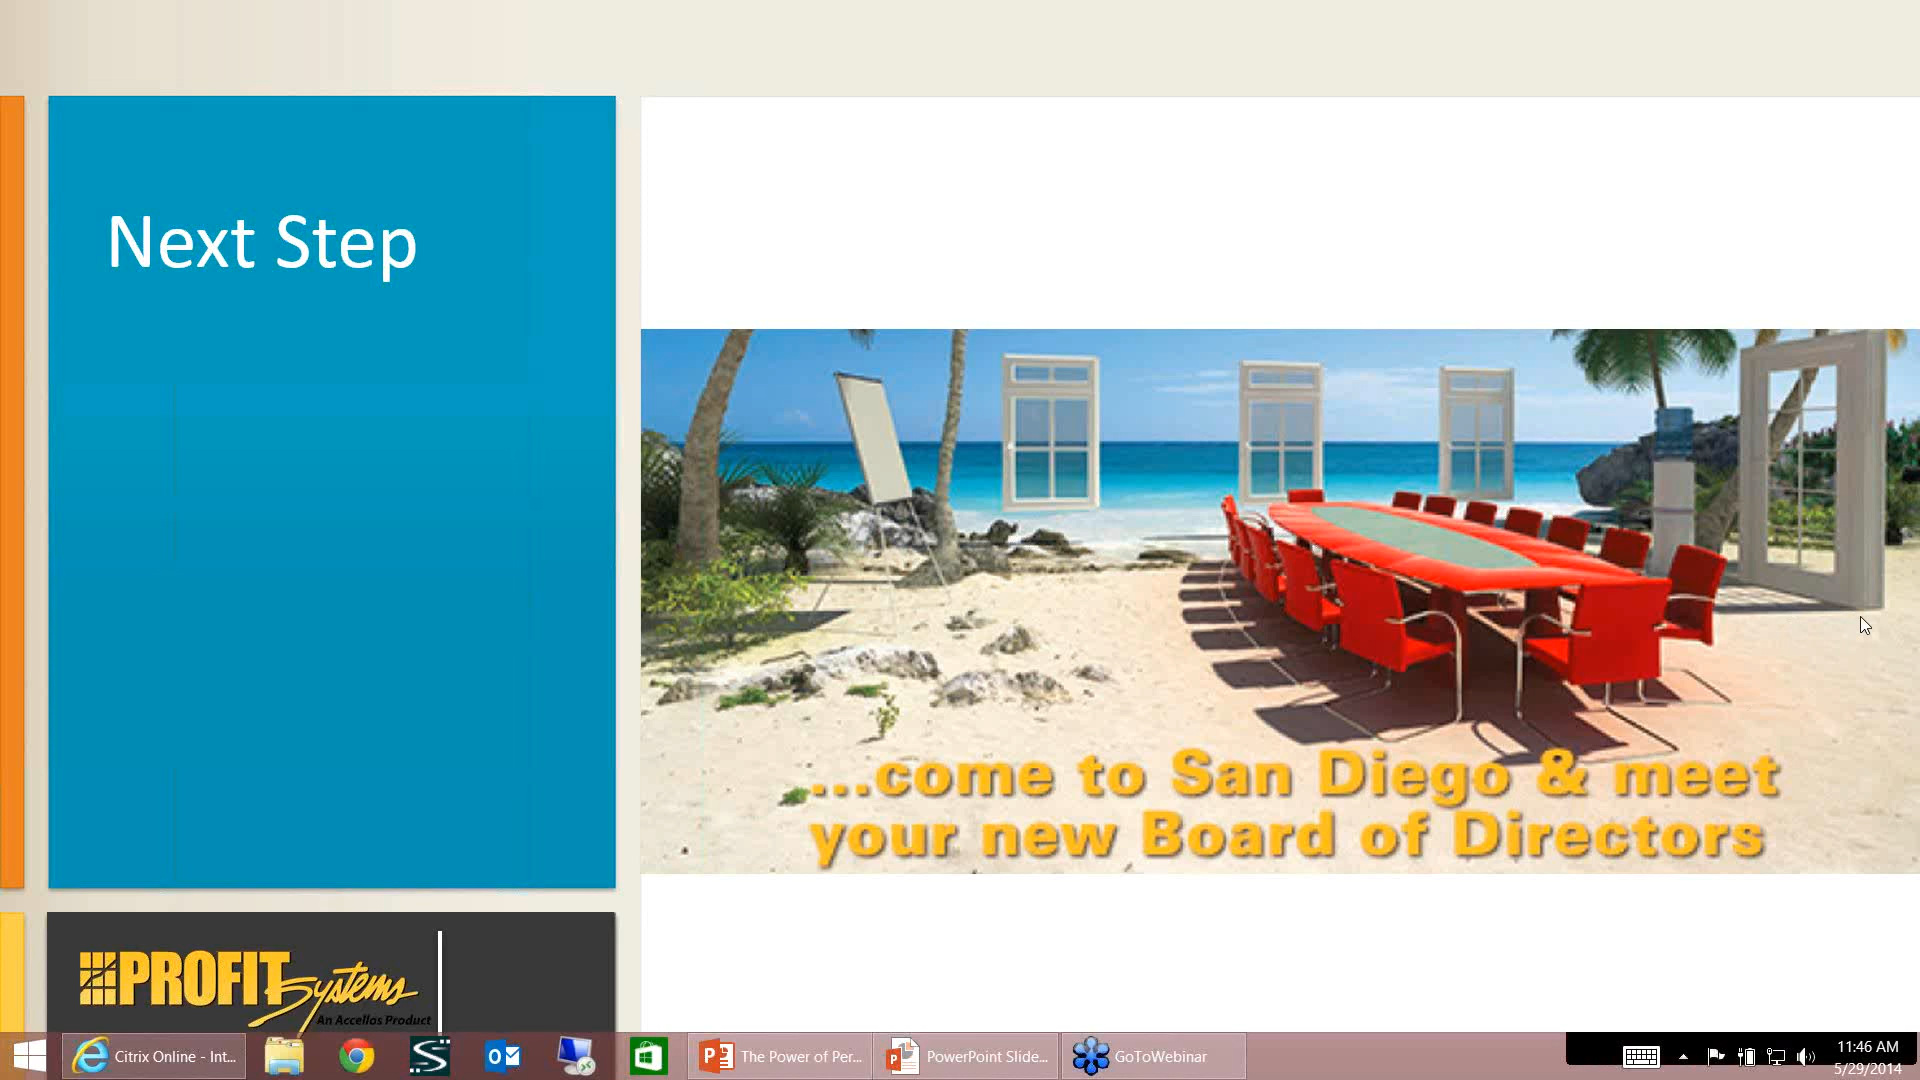 Next Step
...come to San Diego & meet
your new Board of Directors
PROFIT
Systems
An Accellos Product
Citrix Online - Int...
The Power of Per...
PowerPoint Slide...
GoToWebinar
11:46 AM
5/29/2014